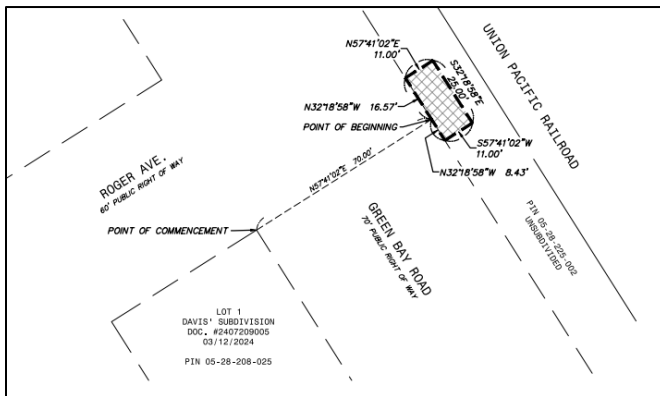 N57°41'02"E
11.00'
S32°18'58"E
25.00'
UNION PACIFIC RAILROAD
N32°18'58"W 16.57'
POINT OF BEGINNING
S57°41'02"W
11.00'
N32°18'58"W 8.43'
ROGER AVE.
60' PUBLIC RIGHT OF WAY
N57°41'02"E 70.00'
POINT OF COMMENCEMENT
GREEN BAY ROAD
70' PUBLIC RIGHT OF WAY
PIN 05-28-225-002
UNSUBDIVIDED
LOT 1
DAVIS' SUBDIVISION
DOC. #2407209005
03/12/2024
PIN 05-28-208-025